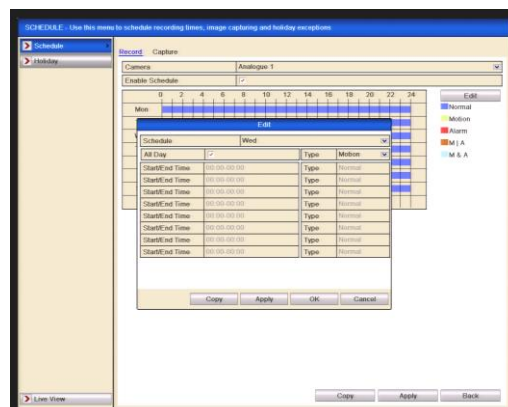 SCHEDULE - Use this menu to schedule recording times, image capturing and holiday exceptions
Schedule
Holiday
Record Capture
Camera Analogue 1
Enable Schedule
0 2 4 6 8 10 12 14 16 18 20 22 24
Edit
Mon
Normal
Motion
Alarm
M | A
M & A
Edit
Schedule Wed
All Day Type Motion
Start/End Time 00:00-00:00 Type Normal
Start/End Time 00:00-00:00 Type Normal
Start/End Time 00:00-00:00 Type Normal
Start/End Time 00:00-00:00 Type Normal
Start/End Time 00:00-00:00 Type Normal
Start/End Time 00:00-00:00 Type Normal
Start/End Time 00:00-00:00 Type Normal
Start/End Time 00:00-00:00 Type Normal
Copy Apply OK Cancel
Live View
Copy Apply Back